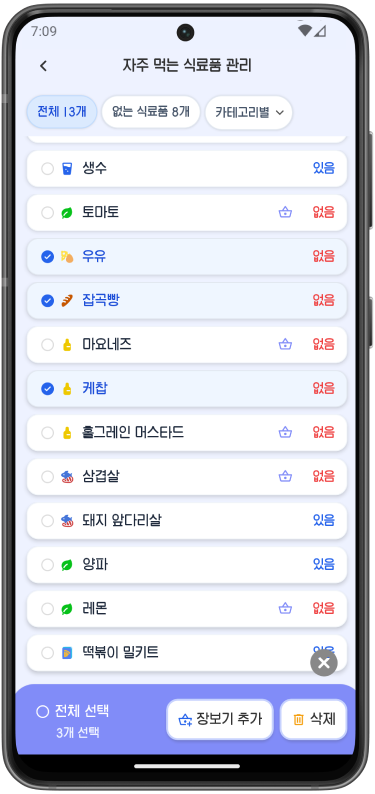 7:09
자주 먹는 식료품 관리
전체 13개
없는 식료품 8개
카테고리별
생수
있음
토마토
없음
우유
없음
잡곡빵
없음
마요네즈
없음
케찹
없음
홀그레인 머스타드
없음
삼겹살
없음
돼지 앞다리살
있음
양파
있음
레몬
없음
떡볶이 밀키트
있음
전체 선택
3개 선택
장보기 추가
삭제